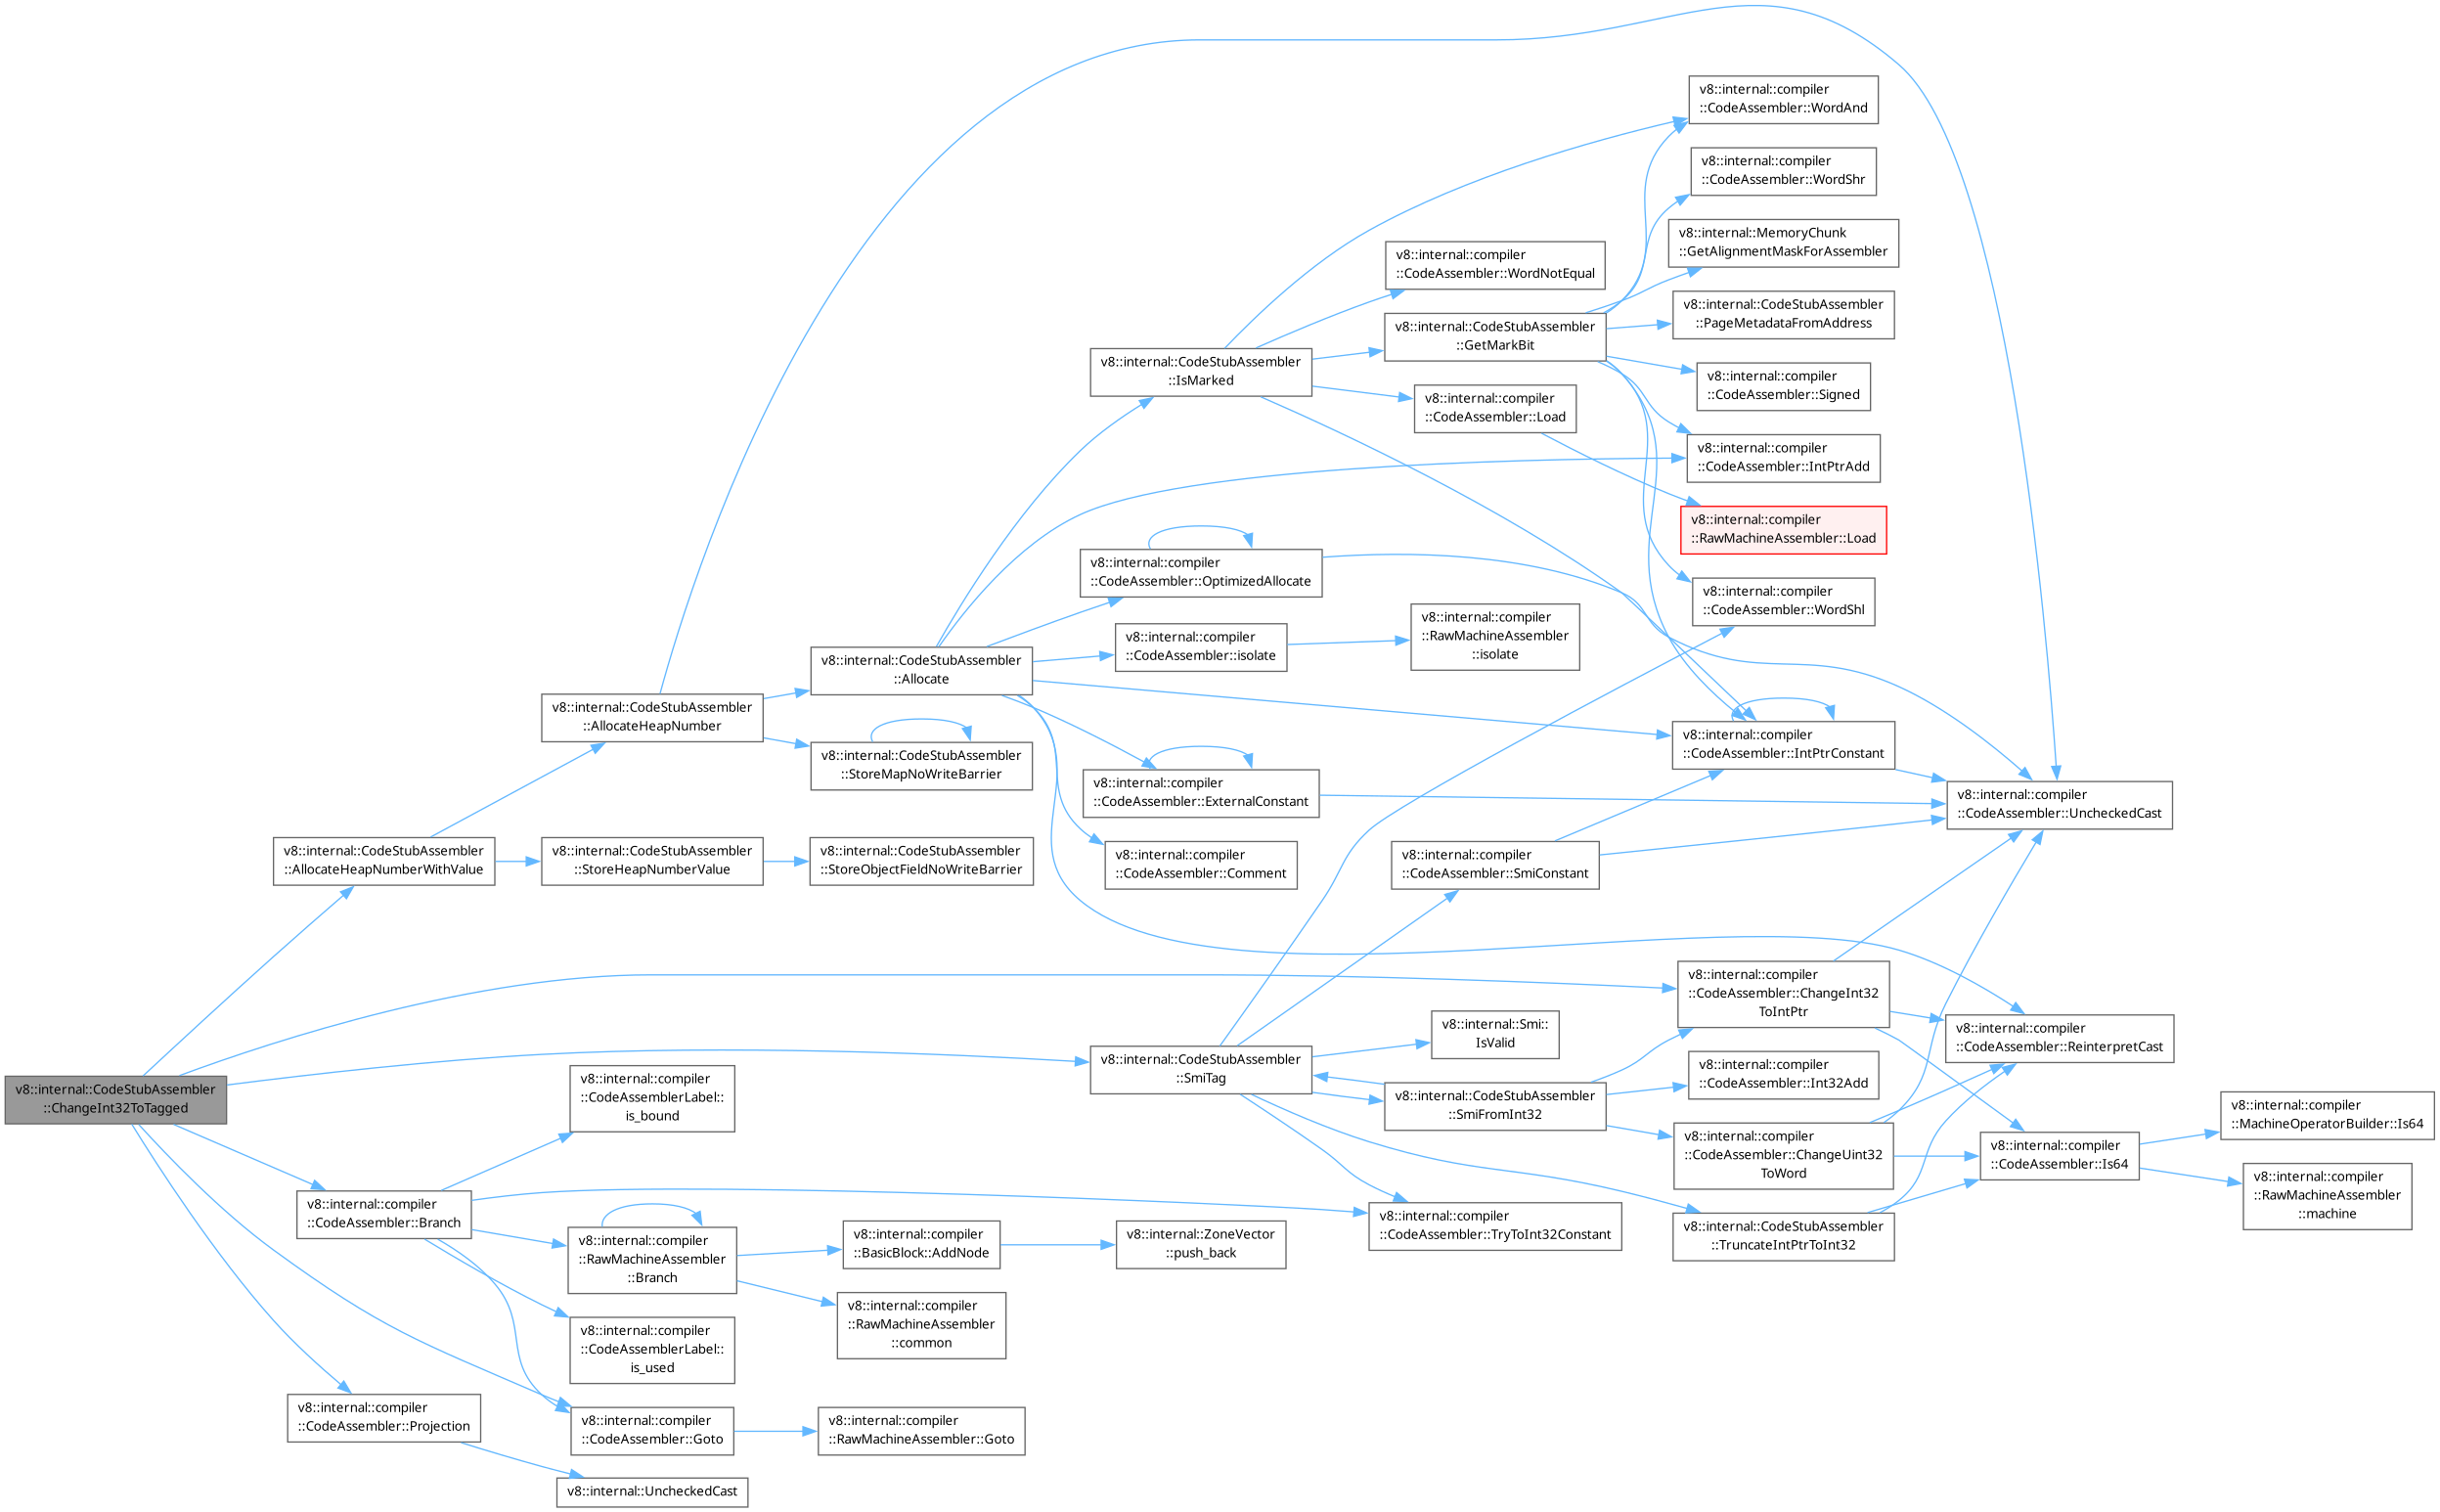 v8::internal::CodeStubAssembler
::ChangeInt32ToTagged
v8::internal::CodeStubAssembler
::AllocateHeapNumberWithValue
v8::internal::compiler
::CodeAssembler::Branch
v8::internal::compiler
::CodeAssembler::Projection
v8::internal::CodeStubAssembler
::AllocateHeapNumber
v8::internal::CodeStubAssembler
::StoreHeapNumberValue
v8::internal::compiler
::CodeAssemblerLabel::
is_bound
v8::internal::compiler
::RawMachineAssembler
::Branch
v8::internal::compiler
::CodeAssemblerLabel::
is_used
v8::internal::compiler
::CodeAssembler::Goto
v8::internal::UncheckedCast
v8::internal::CodeStubAssembler
::Allocate
v8::internal::CodeStubAssembler
::StoreMapNoWriteBarrier
v8::internal::CodeStubAssembler
::StoreObjectFieldNoWriteBarrier
v8::internal::compiler
::BasicBlock::AddNode
v8::internal::compiler
::RawMachineAssembler
::common
v8::internal::compiler
::RawMachineAssembler::Goto
v8::internal::CodeStubAssembler
::IsMarked
v8::internal::compiler
::CodeAssembler::OptimizedAllocate
v8::internal::compiler
::CodeAssembler::isolate
v8::internal::compiler
::CodeAssembler::ExternalConstant
v8::internal::compiler
::CodeAssembler::Comment
v8::internal::CodeStubAssembler
::SmiTag
v8::internal::ZoneVector
::push_back
v8::internal::compiler
::CodeAssembler::WordNotEqual
v8::internal::CodeStubAssembler
::GetMarkBit
v8::internal::compiler
::CodeAssembler::Load
v8::internal::compiler
::RawMachineAssembler
::isolate
v8::internal::compiler
::CodeAssembler::SmiConstant
v8::internal::Smi::
IsValid
v8::internal::CodeStubAssembler
::SmiFromInt32
v8::internal::compiler
::CodeAssembler::TryToInt32Constant
v8::internal::compiler
::CodeAssembler::WordAnd
v8::internal::compiler
::CodeAssembler::WordShr
v8::internal::MemoryChunk
::GetAlignmentMaskForAssembler
v8::internal::CodeStubAssembler
::PageMetadataFromAddress
v8::internal::compiler
::CodeAssembler::Signed
v8::internal::compiler
::CodeAssembler::IntPtrAdd
v8::internal::compiler
::RawMachineAssembler::Load
v8::internal::compiler
::CodeAssembler::WordShl
v8::internal::compiler
::CodeAssembler::IntPtrConstant
v8::internal::compiler
::CodeAssembler::ChangeInt32
ToIntPtr
v8::internal::compiler
::CodeAssembler::Int32Add
v8::internal::compiler
::CodeAssembler::ChangeUint32
ToWord
v8::internal::CodeStubAssembler
::TruncateIntPtrToInt32
v8::internal::compiler
::CodeAssembler::UncheckedCast
v8::internal::compiler
::CodeAssembler::ReinterpretCast
v8::internal::compiler
::CodeAssembler::Is64
v8::internal::compiler
::MachineOperatorBuilder::Is64
v8::internal::compiler
::RawMachineAssembler
::machine